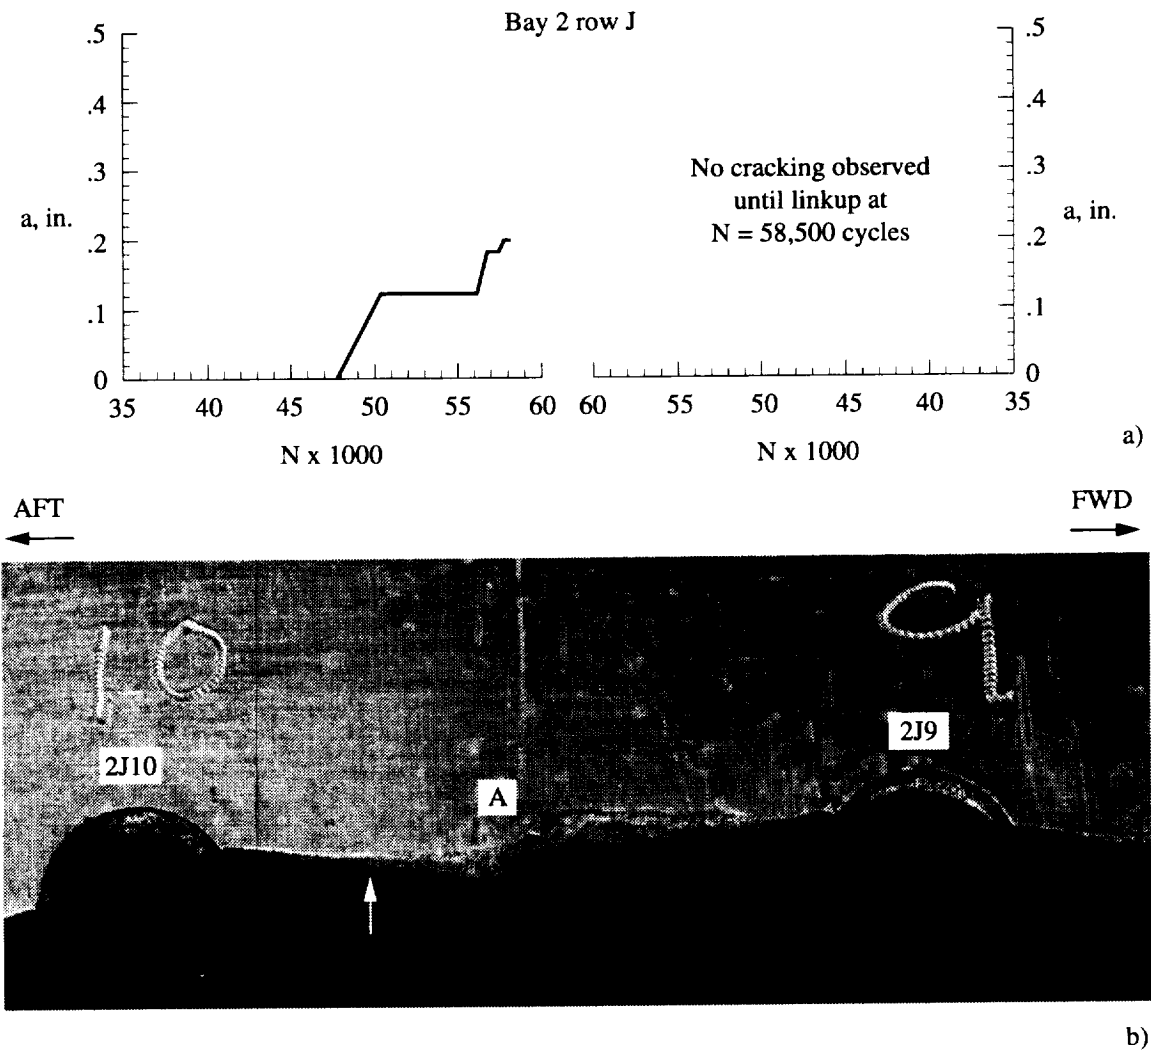 Bay 2 row J
.5
.4
.3
.2
.1
0
a, in.
35 40 45 50 55 60
N x 1000
No cracking observed
until linkup at
N = 58,500 cycles
.5
.4
.3
.2
.1
0
a, in.
60 55 50 45 40 35
N x 1000
a)
AFT
FWD
10
2J10
A
2J9
b)